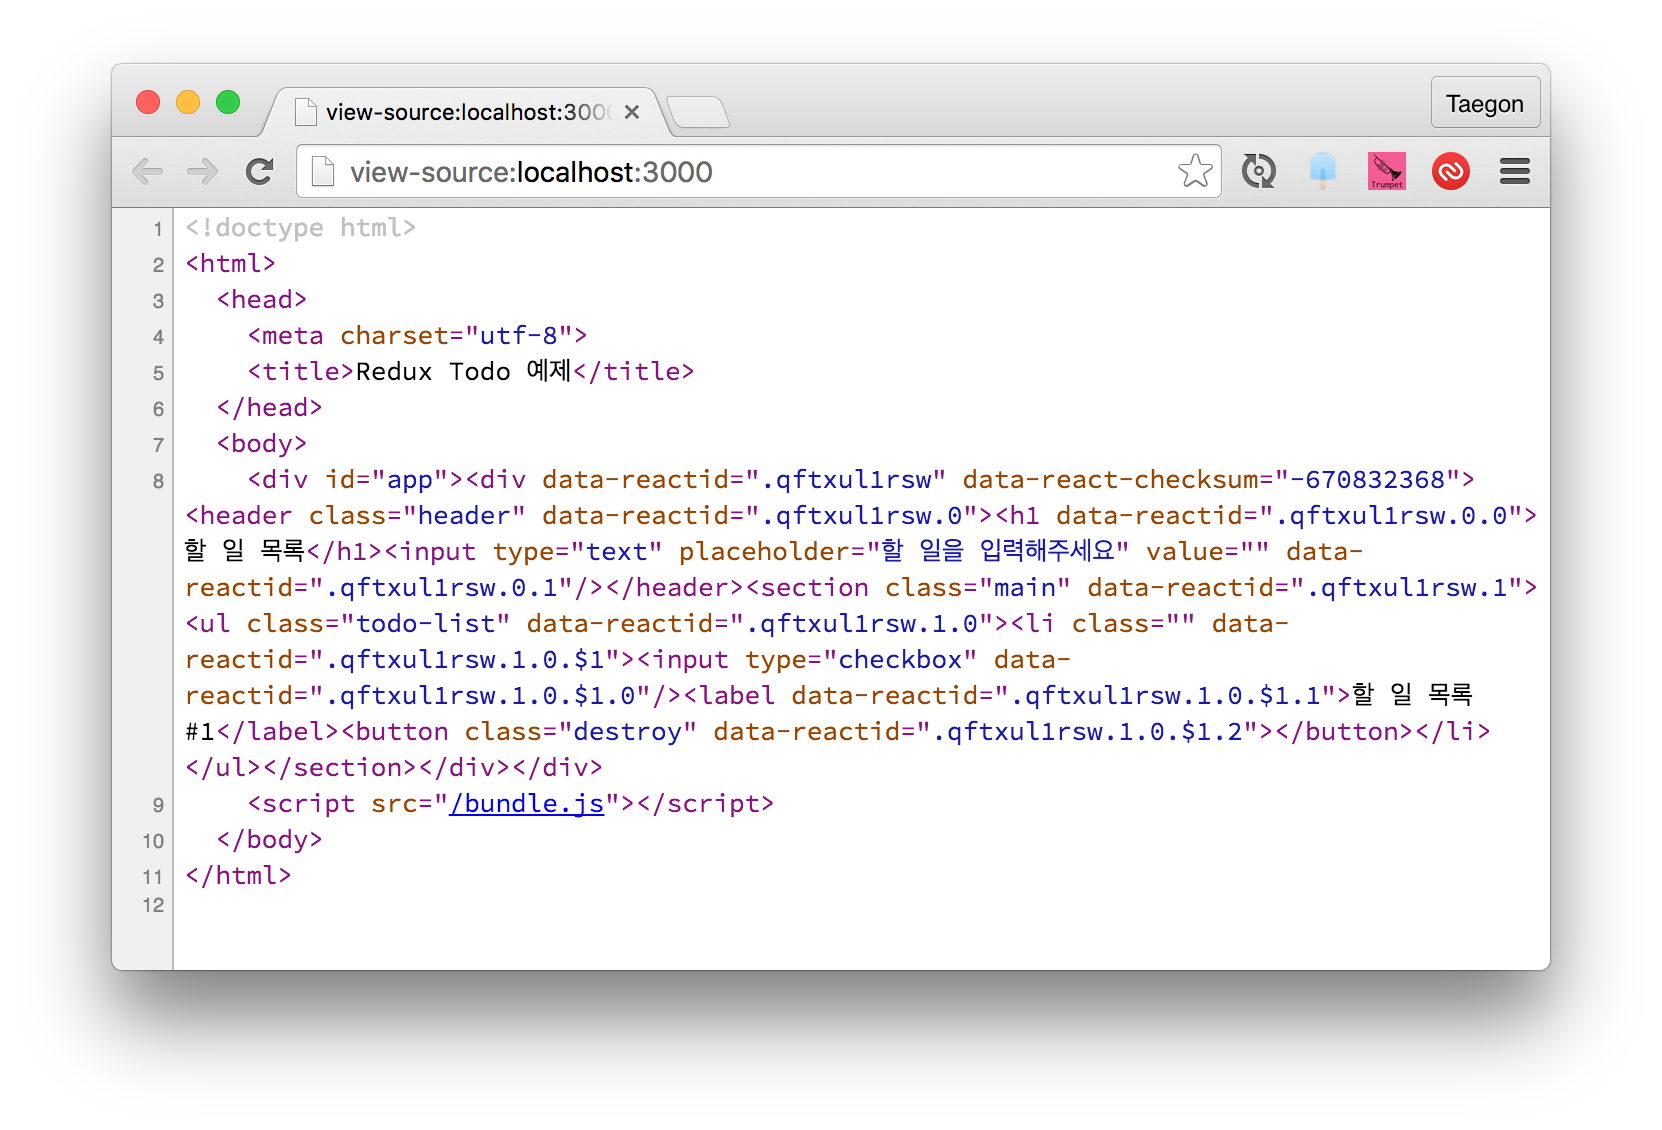 view-source:localhost:300
Taegon
view-source:localhost:3000
Trumpet
1 <!doctype html>
2 <html>
3 <head>
4 <meta charset="utf-8">
5 <title>Redux Todo 예제</title>
6 </head>
7 <body>
8 <div id="app"><div data-reactid=".qftxul1rsw" data-react-checksum="-670832368">
<header class="header" data-reactid=".qftxul1rsw.0"><h1 data-reactid=".qftxul1rsw.0.0">
할 일 목록</h1><input type="text" placeholder="할 일을 입력해주세요" value="" data-
reactid=".qftxul1rsw.0.1"/></header><section class="main" data-reactid=".qftxul1rsw.1">
<ul class="todo-list" data-reactid=".qftxul1rsw.1.0"><li class="" data-
reactid=".qftxul1rsw.1.0.$1"><input type="checkbox" data-
reactid=".qftxul1rsw.1.0.$1.0"/><label data-reactid=".qftxul1rsw.1.0.$1.1">할 일 목록
#1</label><button class="destroy" data-reactid=".qftxul1rsw.1.0.$1.2"></button></li>
</ul></section></div></div>
9 <script src="/bundle.js"></script>
10 </body>
11 </html>
12